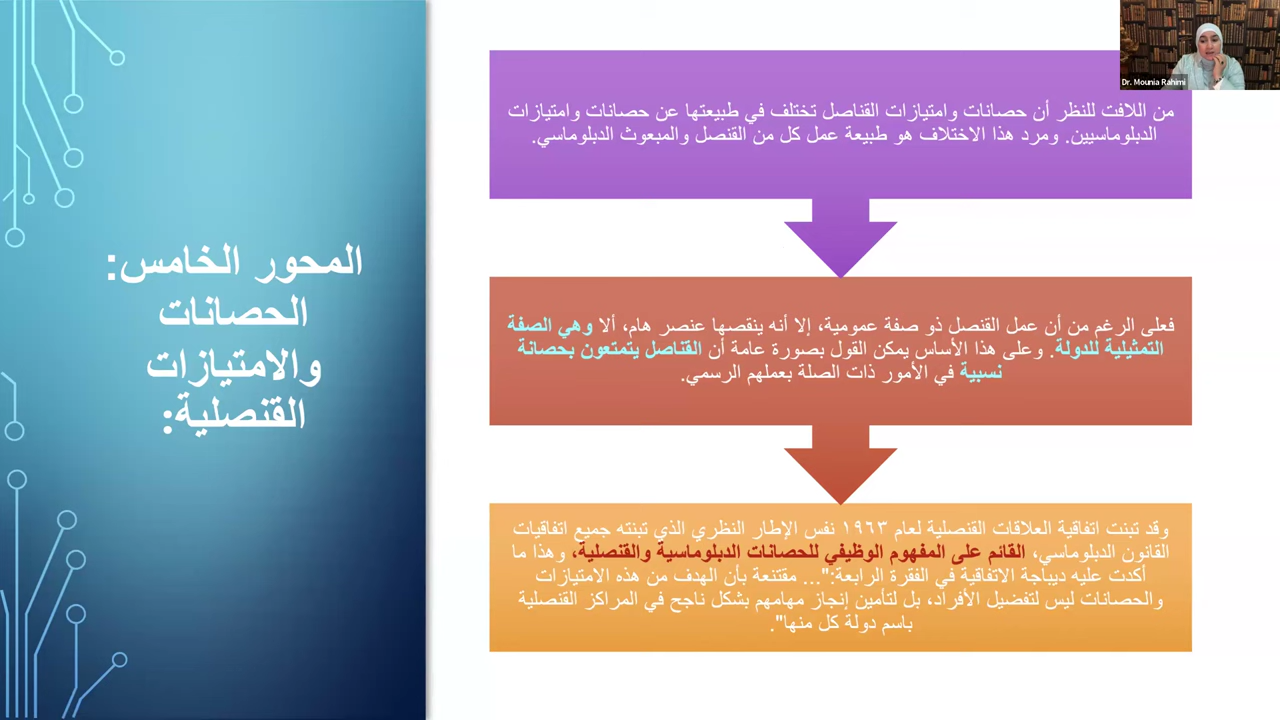 المحور الخامس:
الحصانات
والامتيازات
القنصلية:
من اللافت للنظر أن حصانات وامتيازات القناصل تختلف في طبيعتها عن حصانات وامتيازات
الدبلوماسيين. ومرد هذا الاختلاف هو طبيعة عمل كل من القنصل والمبعوث الدبلوماسي.
فعلى الرغم من أن عمل القنصل ذو صفة عمومية، إلا أنه ينقصها عنصر هام، ألا وهي الصفة
التمثيلية للدولة. وعلى هذا الأساس يمكن القول بصورة عامة أن القناصل يتمتعون بحصانة
نسبية في الأمور ذات الصلة بعملهم الرسمي.
وقد تبنت اتفاقية العلاقات القنصلية لعام ١٩٦٣ نفس الإطار النظري الذي تبنته جميع اتفاقيات
القانون الدبلوماسي، القائم على المفهوم الوظيفي للحصانات الدبلوماسية والقنصلية، وهذا ما
أكدت عليه ديباجة الاتفاقية في الفقرة الرابعة:"... مقتنعة بأن الهدف من هذه الامتيازات
والحصانات ليس لتفضيل الأفراد، بل لتأمين إنجاز مهامهم بشكل ناجح في المراكز القنصلية
باسم دولة كل منها".
Dr. Mounia Rahimi